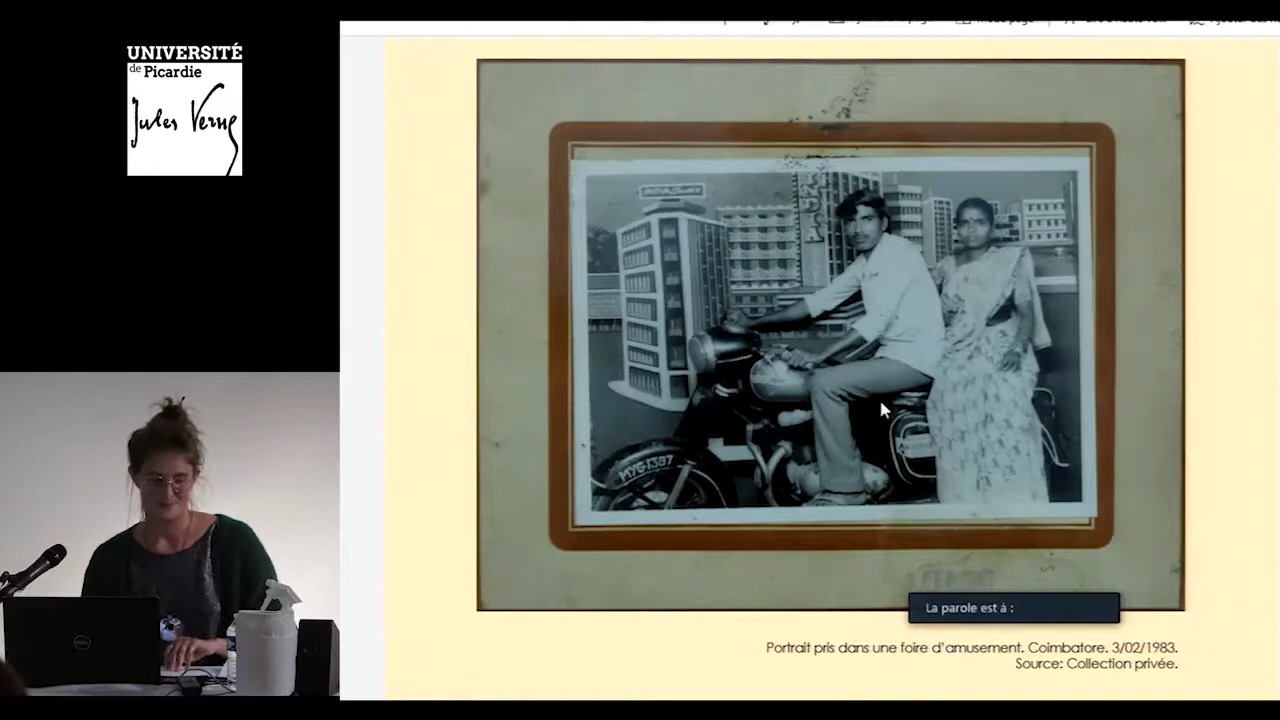 UNIVERSITÉ
de Picardie
Jules Verne
INDIA
MYG 1397
La parole est à :
Portrait pris dans une foire d'amusement. Coimbatore. 3/02/1983.
Source: Collection privée.